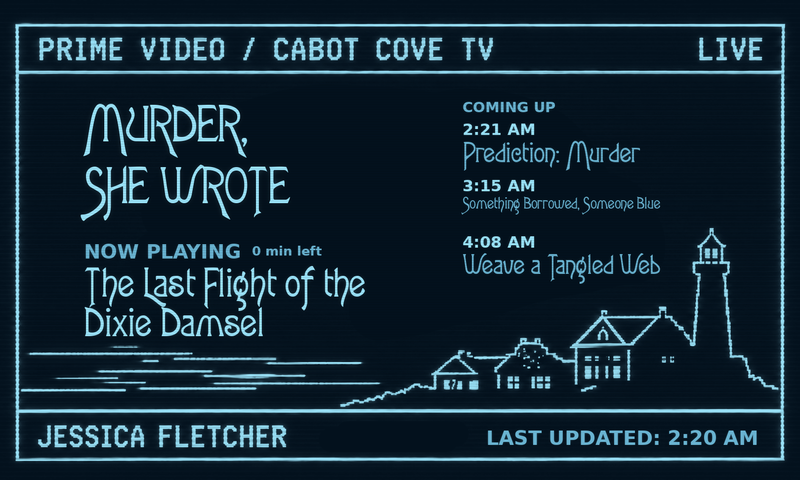 PRIME VIDEO / CABOT COVE TV
LIVE
MURDER,
SHE WROTE
NOW PLAYING 0 min left
The Last Flight of the
Dixie Damsel
COMING UP
2:21 AM
Prediction: Murder
3:15 AM
Something Borrowed, Someone Blue
4:08 AM
Weave a Tangled Web
JESSICA FLETCHER
LAST UPDATED: 2:20 AM